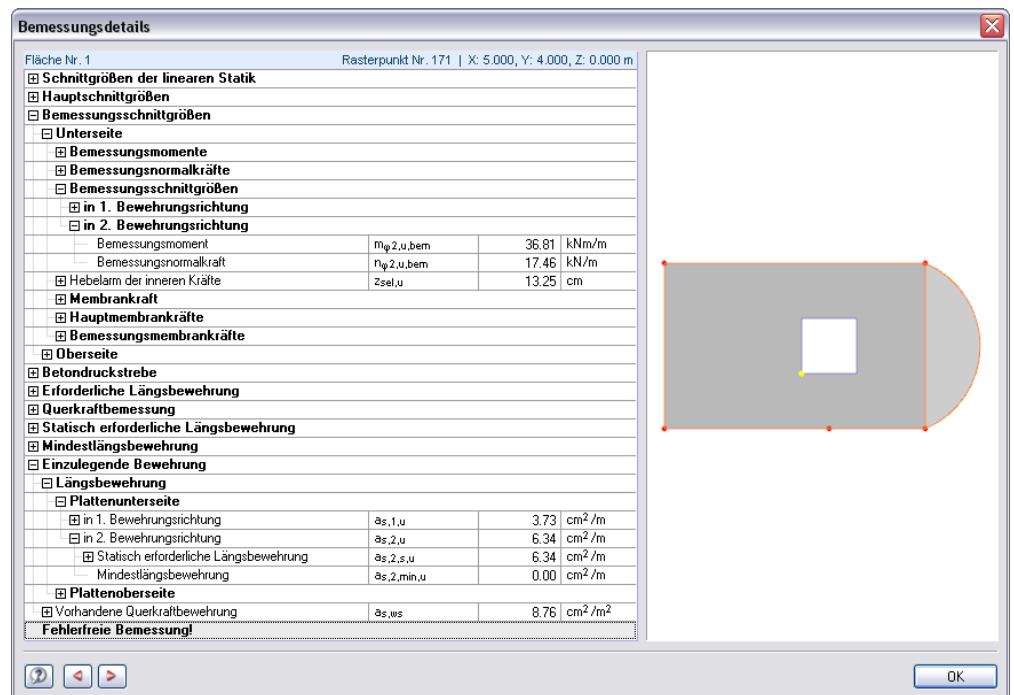 Bemessungsdetails
Fläche Nr. 1 Rasterpunkt Nr. 171 | X: 5.000, Y: 4.000, Z: 0.000 m
Schnittgrößen der linearen Statik
Hauptschnittgrößen
Bemessungsschnittgrößen
Unterseite
Bemessungsmomente
Bemessungsnormalkräfte
Bemessungsschnittgrößen
in 1. Bewehrungsrichtung
in 2. Bewehrungsrichtung
Bemessungsmoment mφ2,u,bem 36.81 kNm/m
Bemessungsnormalkraft nφ2,u,bem 17.46 kN/m
Hebelarm der inneren Kräfte zsel,u 13.25 cm
Membrankraft
Hauptmembrankräfte
Bemessungsmembrankräfte
Oberseite
Betondruckstrebe
Erforderliche Längsbewehrung
Querkraftbemessung
Statisch erforderliche Längsbewehrung
Mindestlängsbewehrung
Einzulegende Bewehrung
Längsbewehrung
Plattenunterseite
in 1. Bewehrungsrichtung as,1,u 3.73 cm²/m
in 2. Bewehrungsrichtung as,2,u 6.34 cm²/m
Statisch erforderliche Längsbewehrung as,2,s,u 6.34 cm²/m
Mindestlängsbewehrung as,2,min,u 0.00 cm²/m
Plattenoberseite
Vorhandene Querkraftbewehrung as,ws 8.76 cm²/m²
Fehlerfreie Bemessung!
OK